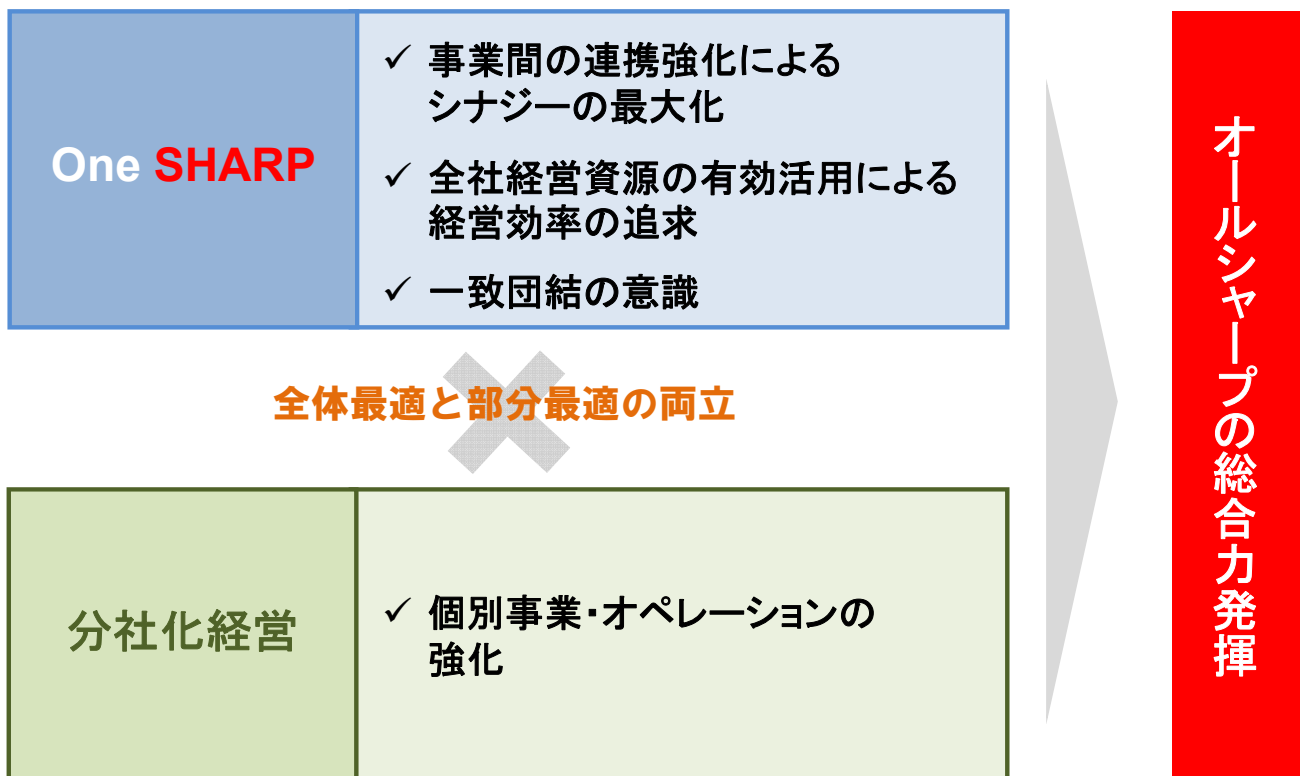 One SHARP
✓ 事業間の連携強化による
シナジーの最大化
✓ 全社経営資源の有効活用による
経営効率の追求
✓ 一致団結の意識
全体最適と部分最適の両立
分社化経営
✓ 個別事業・オペレーションの
強化
オールシャープの総合力発揮